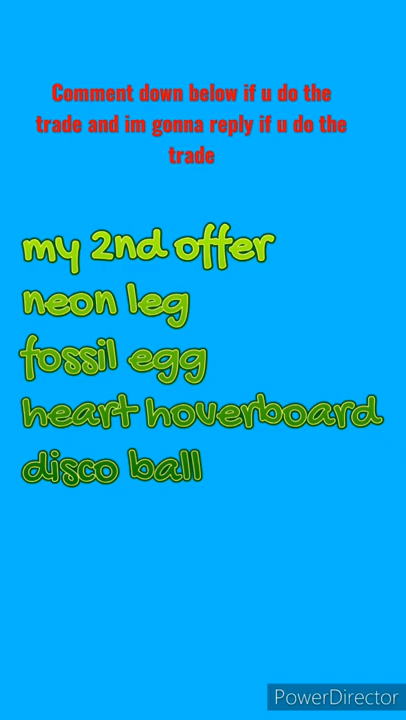 Comment down below if u do the
trade and im gonna reply if u do the
trade
my 2nd offer
neon leg
fossil egg
heart hoverboard
disco ball
PowerDirector